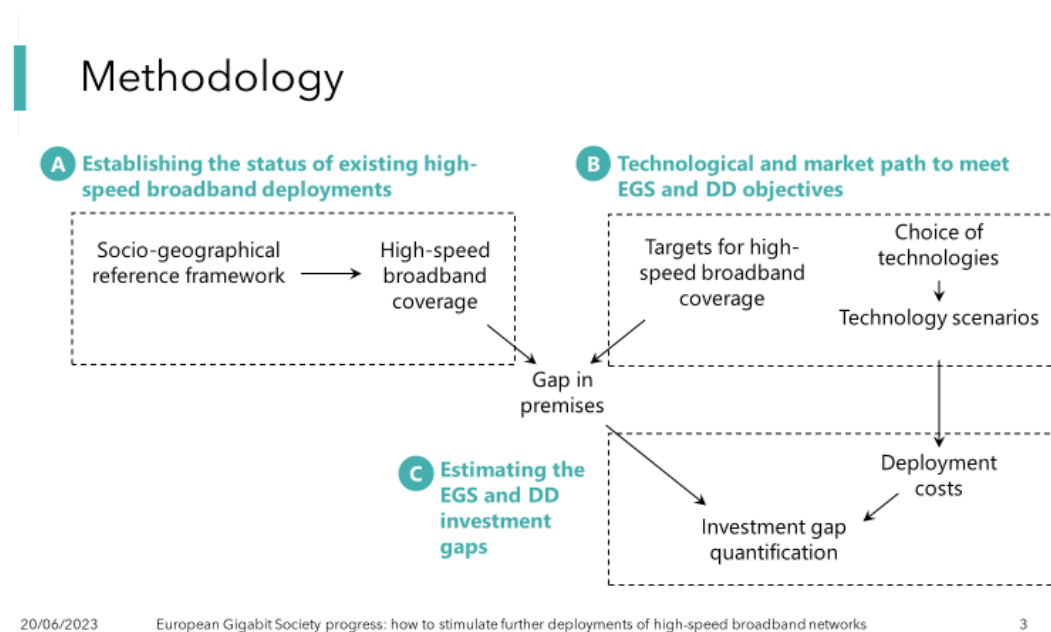 Methodology
A
Establishing the status of existing high-
speed broadband deployments
Socio-geographical
reference framework
High-speed
broadband
coverage
B
Technological and market path to meet
EGS and DD objectives
Targets for high-
speed broadband
coverage
Choice of
technologies
Technology scenarios
Gap in
premises
C
Estimating the
EGS and DD
investment
gaps
Deployment
costs
Investment gap
quantification
20/06/2023
European Gigabit Society progress: how to stimulate further deployments of high-speed broadband networks
3